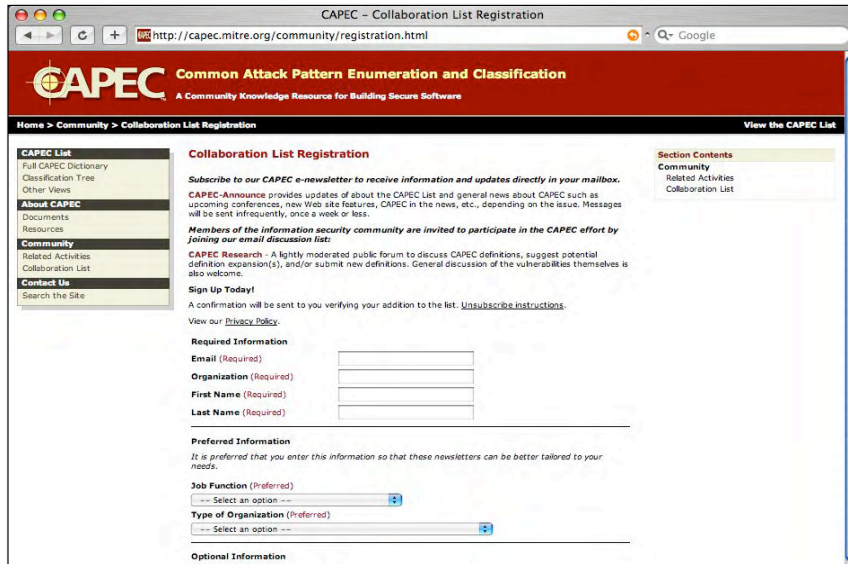 CAPEC – Collaboration List Registration
http://capec.mitre.org/community/registration.html
Google
CAPEC
Common Attack Pattern Enumeration and Classification
A Community Knowledge Resource for Building Secure Software
Home > Community > Collaboration List Registration
View the CAPEC List
CAPEC List
Full CAPEC Dictionary
Classification Tree
Other Views
About CAPEC
Documents
Resources
Community
Related Activities
Collaboration List
Contact Us
Search the Site
Collaboration List Registration
Subscribe to our CAPEC e-newsletter to receive information and updates directly in your mailbox.
CAPEC-Announce provides updates of about the CAPEC List and general news about CAPEC such as
upcoming conferences, new Web site features, CAPEC in the news, etc., depending on the issue. Messages
will be sent infrequently, once a week or less.
Members of the information security community are invited to participate in the CAPEC effort by
joining our email discussion list:
CAPEC Research - A lightly moderated public forum to discuss CAPEC definitions, suggest potential
definition expansion(s), and/or submit new definitions. General discussion of the vulnerabilities themselves is
also welcome.
Sign Up Today!
A confirmation will be sent to you verifying your addition to the list. Unsubscribe instructions.
View our Privacy Policy.
Required Information
Email (Required)
Organization (Required)
First Name (Required)
Last Name (Required)
Preferred Information
It is preferred that you enter this information so that these newsletters can be better tailored to your
needs.
Job Function (Preferred)
-- Select an option --
Type of Organization (Preferred)
-- Select an option --
Optional Information
Section Contents
Community
Related Activities
Collaboration List